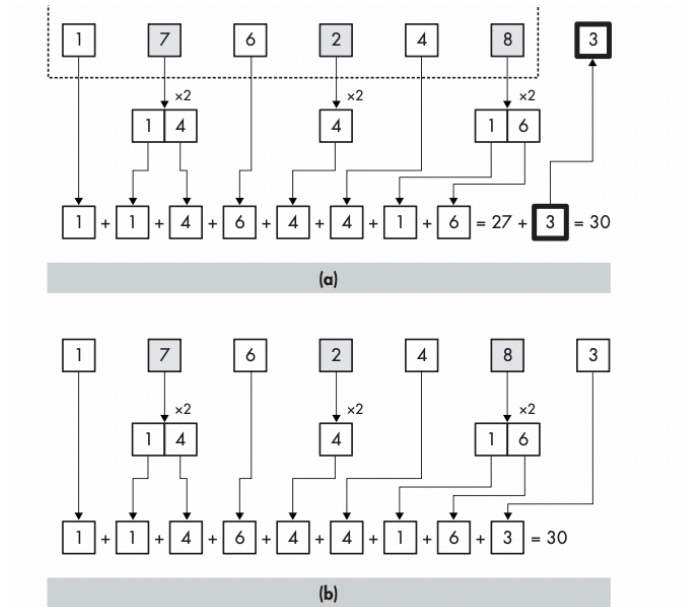 1 7 6 2 4 8 3
×2 ×2 ×2
1 4 4 1 6
1 + 1 + 4 + 6 + 4 + 4 + 1 + 6 = 27 + 3 = 30
(a)
1 7 6 2 4 8 3
×2 ×2 ×2
1 4 4 1 6
1 + 1 + 4 + 6 + 4 + 4 + 1 + 6 + 3 = 30
(b)